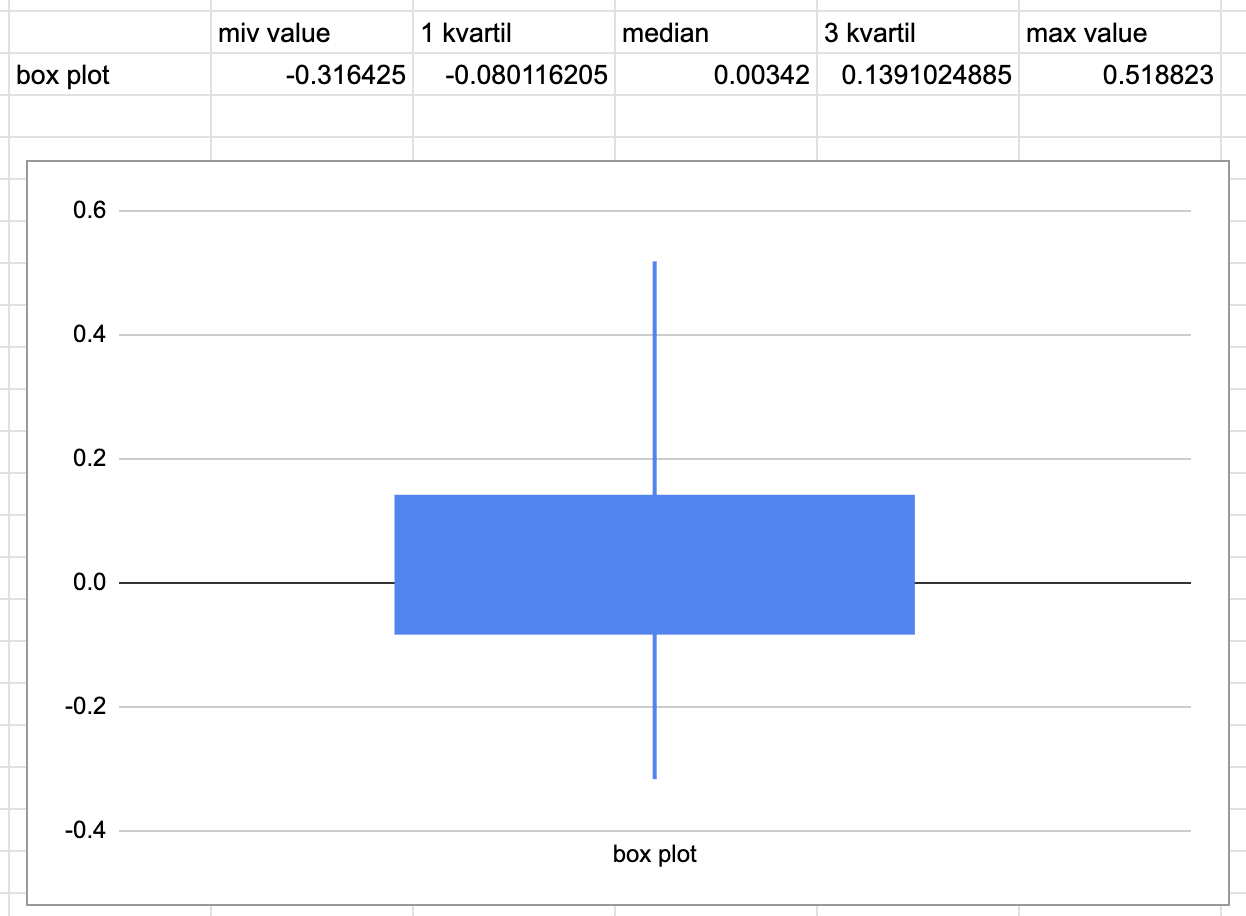 miv value 1 kvartil median 3 kvartil max value
box plot -0.316425 -0.080116205 0.00342 0.1391024885 0.518823
0.6
0.4
0.2
0.0
-0.2
-0.4
box plot